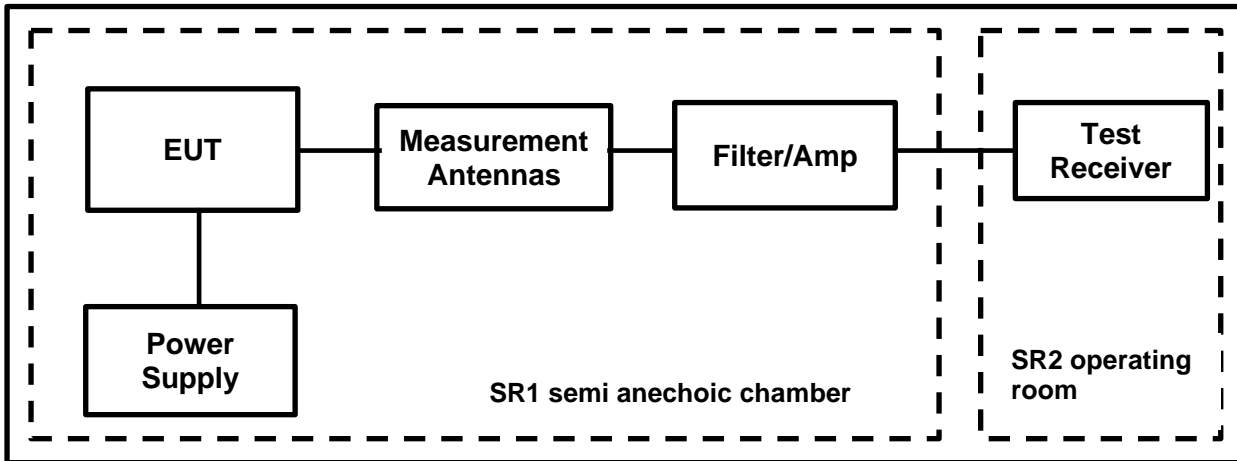 EUT
Measurement
Antennas
Filter/Amp
Test
Receiver
Power
Supply
SR1 semi anechoic chamber
SR2 operating
room